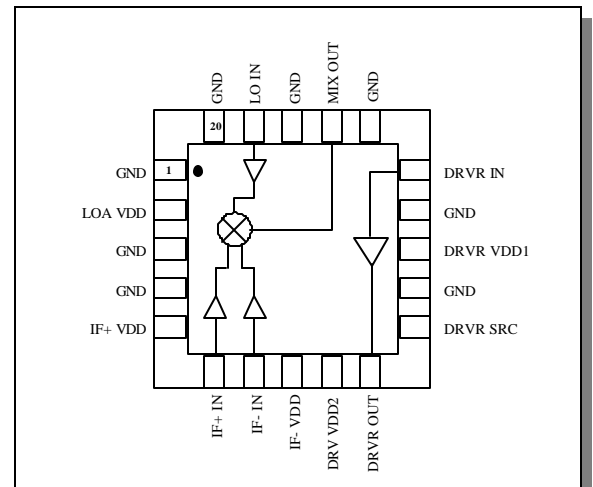 GND
LO IN
GND
MIX OUT
GND
20
GND
1
LOA VDD
GND
GND
IF+ VDD
DRVR IN
GND
DRVR VDD1
GND
DRVR SRC
IF+ IN
IF- IN
IF- VDD
DRV VDD2
DRVR OUT